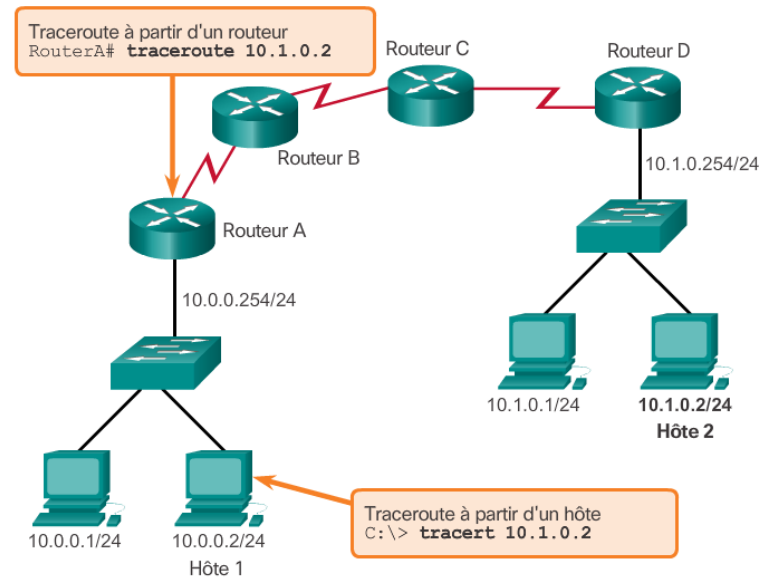 Traceroute à partir d'un routeur
RouterA# traceroute 10.1.0.2
Routeur C
Routeur D
Routeur B
10.1.0.254/24
Routeur A
10.0.0.254/24
10.1.0.1/24
10.1.0.2/24
Hôte 2
Traceroute à partir d'un hôte
C:\> tracert 10.1.0.2
10.0.0.1/24
10.0.0.2/24
Hôte 1